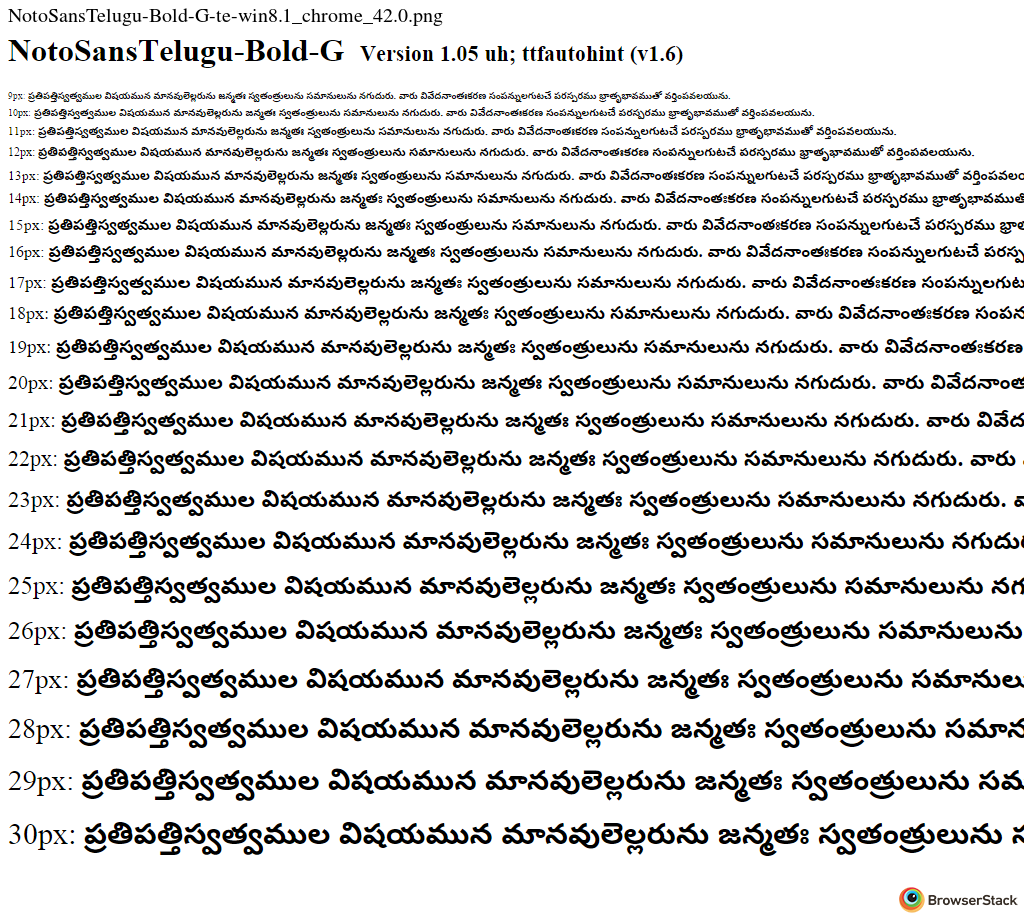 NotoSansTelugu-Bold-G-te-win8.1_chrome_42.0.png
NotoSansTelugu-Bold-G Version 1.05 uh; ttfautohint (v1.6)
9px: ప్రతిపత్తిస్వత్వముల విషయమున మానవులెల్లరును జన్మతః స్వతంత్రులును సమానులును నగుదురు. వారు వివేదనాంతఃకరణ సంపన్నులగుటచే పరస్పరము భ్రాతృభావముతో వర్తింపవలయును.
10px: ప్రతిపత్తిస్వత్వముల విషయమున మానవులెల్లరును జన్మతః స్వతంత్రులును సమానులును నగుదురు. వారు వివేదనాంతఃకరణ సంపన్నులగుటచే పరస్పరము భ్రాతృభావముతో వర్తింపవలయును.
11px: ప్రతిపత్తిస్వత్వముల విషయమున మానవులెల్లరును జన్మతః స్వతంత్రులును సమానులును నగుదురు. వారు వివేదనాంతఃకరణ సంపన్నులగుటచే పరస్పరము భ్రాతృభావముతో వర్తింపవలయును.
12px: ప్రతిపత్తిస్వత్వముల విషయమున మానవులెల్లరును జన్మతః స్వతంత్రులును సమానులును నగుదురు. వారు వివేదనాంతఃకరణ సంపన్నులగుటచే పరస్పరము భ్రాతృభావముతో వర్తింపవలయును.
13px: ప్రతిపత్తిస్వత్వముల విషయమున మానవులెల్లరును జన్మతః స్వతంత్రులును సమానులును నగుదురు. వారు వివేదనాంతఃకరణ సంపన్నులగుటచే పరస్పరము భ్రాతృభావముతో
14px: ప్రతిపత్తిస్వత్వముల విషయమున మానవులెల్లరును జన్మతః స్వతంత్రులును సమానులును నగుదురు. వారు వివేదనాంతఃకరణ సంపన్నులగుటచే పరస్పరము
15px: ప్రతిపత్తిస్వత్వముల విషయమున మానవులెల్లరును జన్మతః స్వతంత్రులును సమానులును నగుదురు. వారు వివేదనాంతఃకరణ సంపన్నులగుటచే పరస్పరము
16px: ప్రతిపత్తిస్వత్వముల విషయమున మానవులెల్లరును జన్మతః స్వతంత్రులును సమానులును నగుదురు. వారు వివేదనాంతఃకరణ సంపన్నులగుటచే
17px: ప్రతిపత్తిస్వత్వముల విషయమున మానవులెల్లరును జన్మతః స్వతంత్రులును సమానులును నగుదురు. వారు వివేదనాంతఃకరణ
18px: ప్రతిపత్తిస్వత్వముల విషయమున మానవులెల్లరును జన్మతః స్వతంత్రులును సమానులును నగుదురు. వారు వివేదనాంతఃకరణ
19px: ప్రతిపత్తిస్వత్వముల విషయమున మానవులెల్లరును జన్మతః స్వతంత్రులును సమానులును నగుదురు. వారు వివేదనాంతఃకరణ
20px: ప్రతిపత్తిస్వత్వముల విషయమున మానవులెల్లరును జన్మతః స్వతంత్రులును సమానులును నగుదురు. వారు
21px: ప్రతిపత్తిస్వత్వముల విషయమున మానవులెల్లరును జన్మతః స్వతంత్రులును సమానులును నగుదురు. వారు
22px: ప్రతిపత్తిస్వత్వముల విషయమున మానవులెల్లరును జన్మతః స్వతంత్రులును సమానులును నగుదురు. వారు
23px: ప్రతిపత్తిస్వత్వముల విషయమున మానవులెల్లరును జన్మతః స్వతంత్రులును సమానులును నగుదురు.
24px: ప్రతిపత్తిస్వత్వముల విషయమున మానవులెల్లరును జన్మతః స్వతంత్రులును సమానులును
25px: ప్రతిపత్తిస్వత్వముల విషయమున మానవులెల్లరును జన్మతః స్వతంత్రులును సమానులును
26px: ప్రతిపత్తిస్వత్వముల విషయమున మానవులెల్లరును జన్మతః స్వతంత్రులును సమానులును
27px: ప్రతిపత్తిస్వత్వముల విషయమున మానవులెల్లరును జన్మతః స్వతంత్రులును
28px: ప్రతిపత్తిస్వత్వముల విషయమున మానవులెల్లరును జన్మతః స్వతంత్రులును
29px: ప్రతిపత్తిస్వత్వముల విషయమున మానవులెల్లరును జన్మతః స్వతంత్రులును
30px: ప్రతిపత్తిస్వత్వముల విషయమున మానవులెల్లరును జన్మతః స్వతంత్రులును
BrowserStack